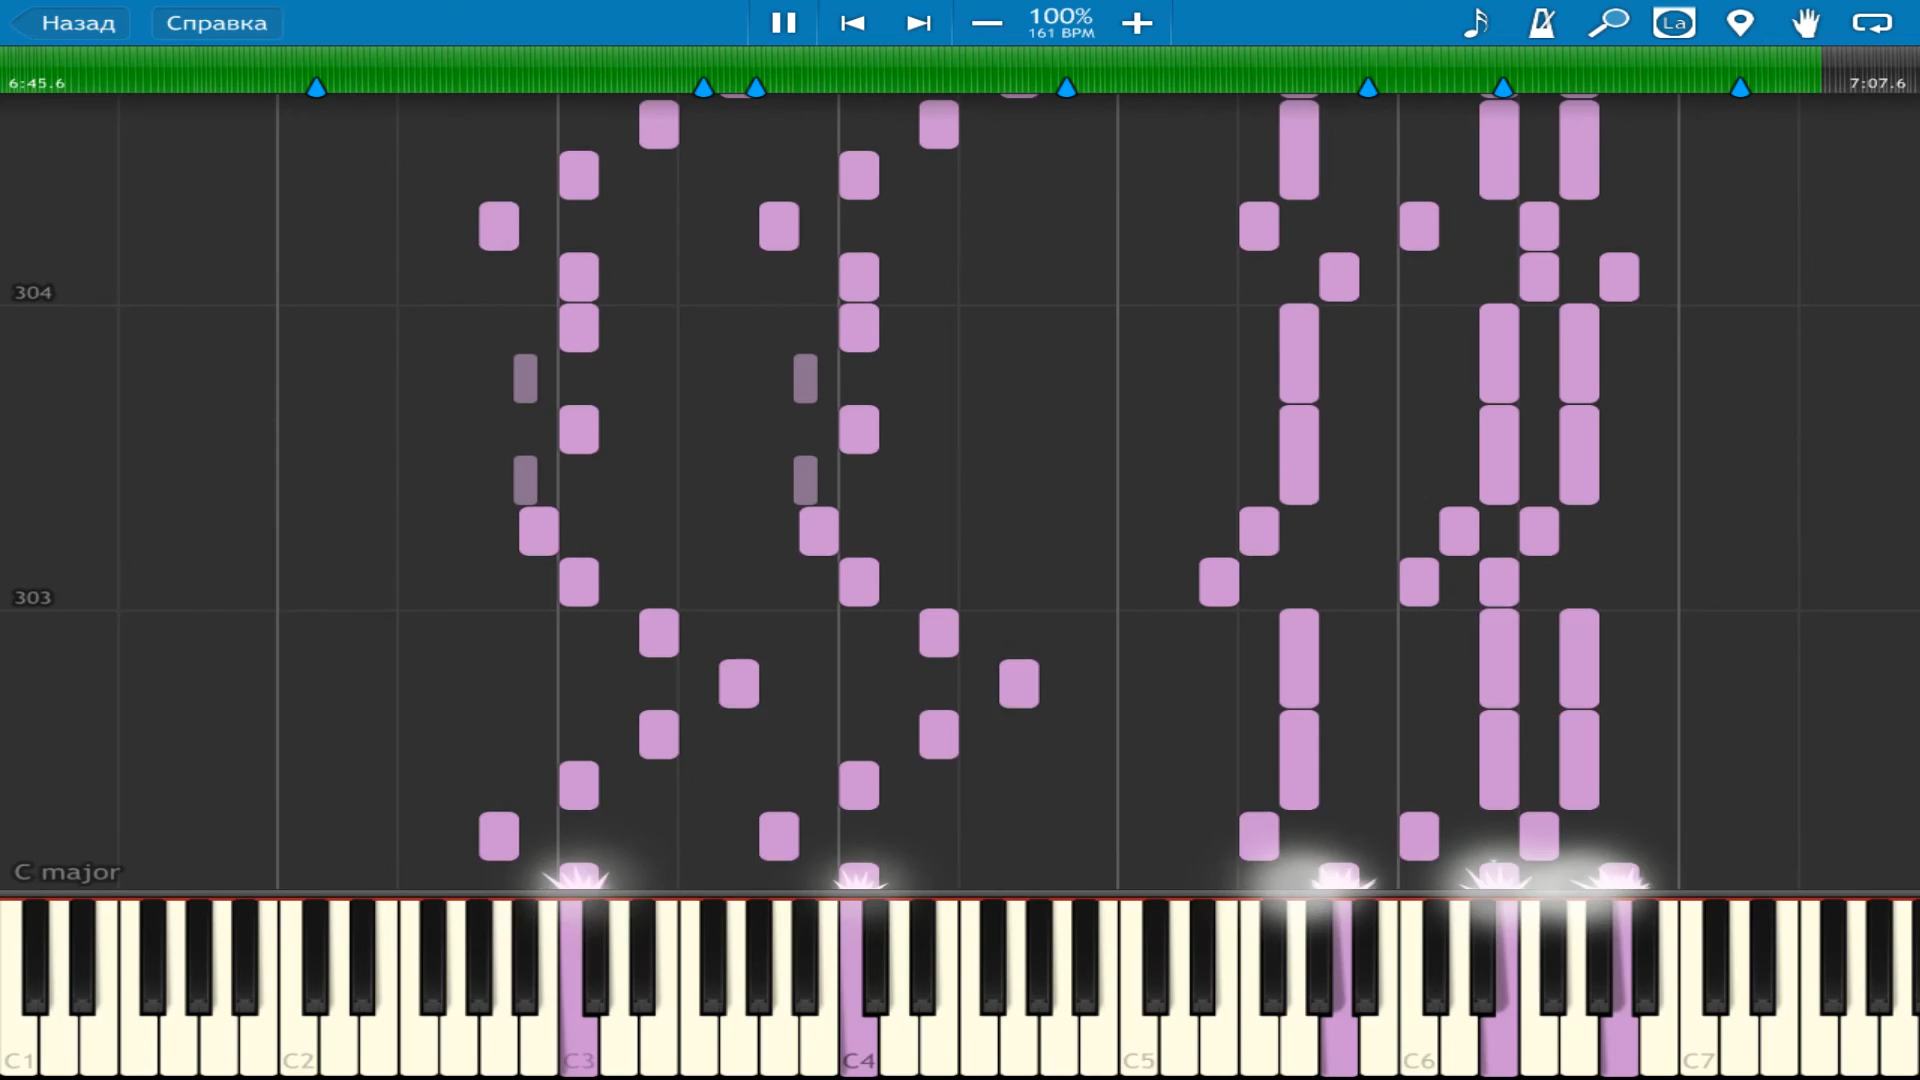 Назад
Справка
100%
161 BPM
La
6:45.6
7:07.6
304
303
C major
C1
C2
C3
C4
C5
C6
C7